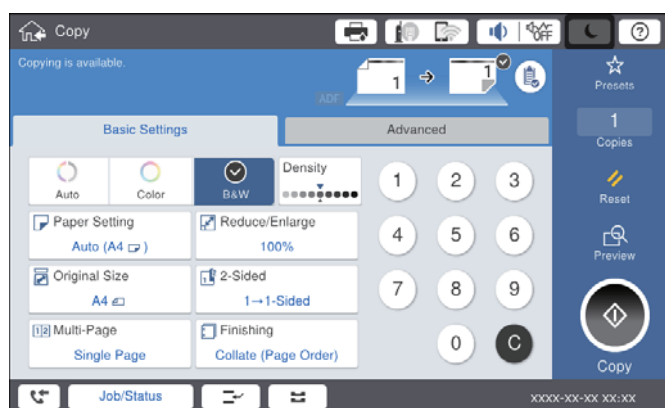 Copy
OFF
Copying is available.
ADF
1
1
Presets
Basic Settings
Advanced
1
Copies
Auto
Color
B&W
Density
1
2
3
Reset
Paper Setting
Auto (A4)
Reduce/Enlarge
100%
4
5
6
Preview
Original Size
A4
2-Sided
1→1-Sided
7
8
9
1 2 Multi-Page
Single Page
Finishing
Collate (Page Order)
0
C
Copy
Job/Status
xxxx-xx-xx xx:xx